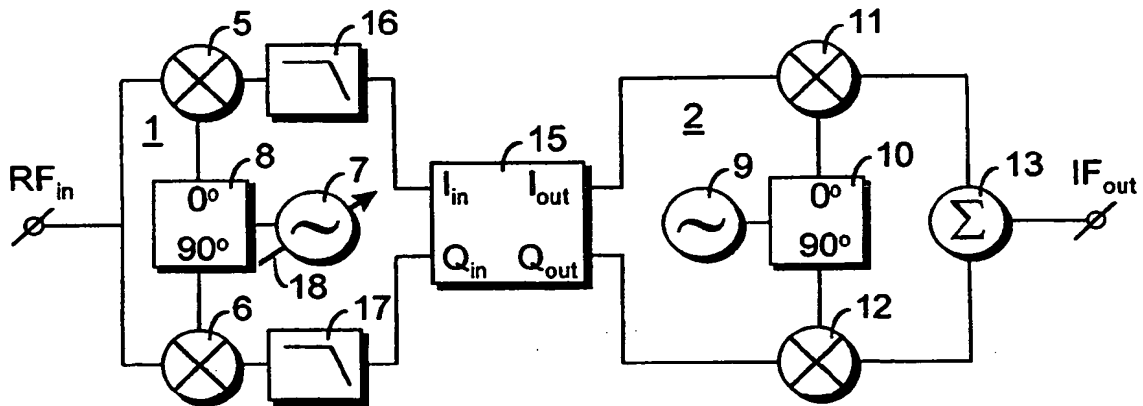 5 16 11
1 2
RF_in 8 7 15 9 10 13 IF_out
0° I_in I_out 0°
~ ~ Σ
90° Q_in Q_out 90°
18
6 17 12